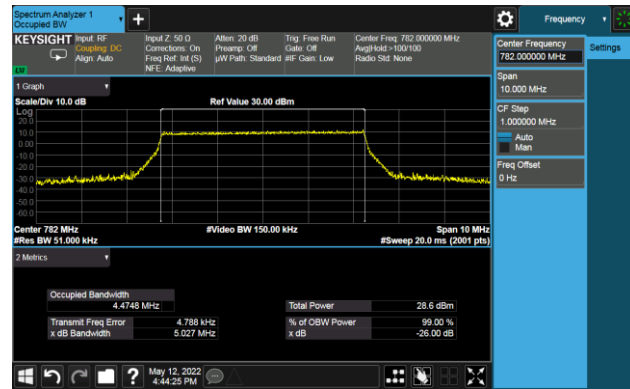 Spectrum Analyzer 1
Occupied BW
+
Frequency
KEYSIGHT
Input: RF
Coupling: DC
Align: Auto
Input Z: 50 Ω
Corrections: On
Freq Ref: Int (S)
NFE: Adaptive
Atten: 20 dB
Preamp: Off
µW Path: Standard
Trig: Free Run
Gate: Off
#IF Gain: Low
Center Freq: 782.000000 MHz
Avg|Hold:>100/100
Radio Std: None
Center Frequency
782.000000 MHz
Settings
Span
10.000 MHz
CF Step
1.000000 MHz
Auto
Man
Freq Offset
0 Hz
1 Graph
Scale/Div 10.0 dB
Ref Value 30.00 dBm
Log
20.0
10.0
0.00
-10.0
-20.0
-30.0
-40.0
-50.0
-60.0
Center 782 MHz
#Video BW 150.00 kHz
Span 10 MHz
#Res BW 51.000 kHz
#Sweep 20.0 ms (2001 pts)
2 Metrics
Occupied Bandwidth
4.4748 MHz
Total Power 28.6 dBm
Transmit Freq Error 4.788 kHz
% of OBW Power 99.00 %
x dB Bandwidth 5.027 MHz
x dB -26.00 dB
?
May 12, 2022
4:44:25 PM